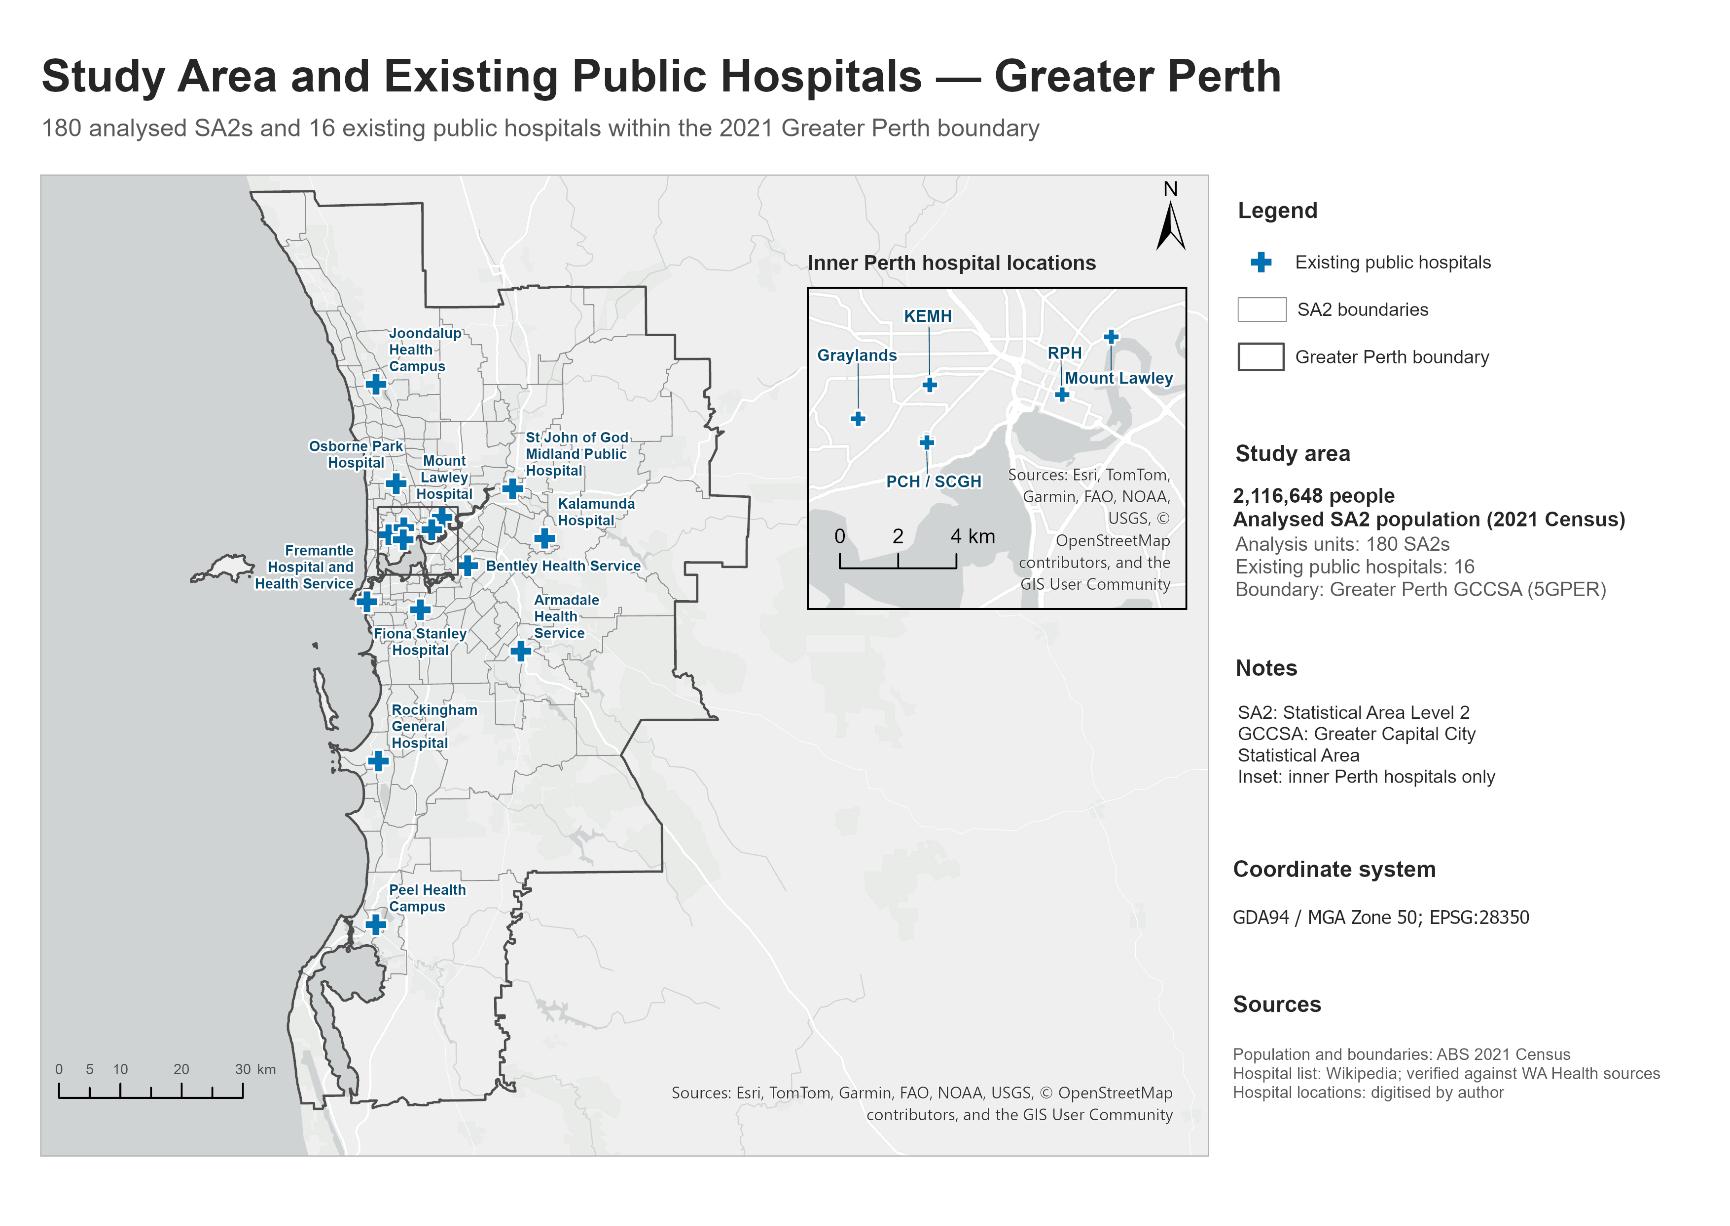 Study Area and Existing Public Hospitals — Greater Perth
180 analysed SA2s and 16 existing public hospitals within the 2021 Greater Perth boundary
Joondalup
Health
Campus
Osborne Park
Hospital
Mount
Lawley
Hospital
St John of God
Midland Public
Hospital
Kalamunda
Hospital
Fremantle
Hospital and
Health Service
Bentley Health Service
Armadale
Health
Service
Fiona Stanley
Hospital
Rockingham
General
Hospital
Peel Health
Campus
0 5 10 20 30 km
Sources: Esri, TomTom, Garmin, FAO, NOAA, USGS, © OpenStreetMap
contributors, and the GIS User Community
N
Inner Perth hospital locations
KEMH
Graylands
RPH
Mount Lawley
PCH / SCGH
0 2 4 km
Sources: Esri, TomTom,
Garmin, FAO, NOAA,
USGS, ©
OpenStreetMap
contributors, and the
GIS User Community
Legend
Existing public hospitals
SA2 boundaries
Greater Perth boundary
Study area
2,116,648 people
Analysed SA2 population (2021 Census)
Analysis units: 180 SA2s
Existing public hospitals: 16
Boundary: Greater Perth GCCSA (5GPER)
Notes
SA2: Statistical Area Level 2
GCCSA: Greater Capital City
Statistical Area
Inset: inner Perth hospitals only
Coordinate system
GDA94 / MGA Zone 50; EPSG:28350
Sources
Population and boundaries: ABS 2021 Census
Hospital list: Wikipedia; verified against WA Health sources
Hospital locations: digitised by author